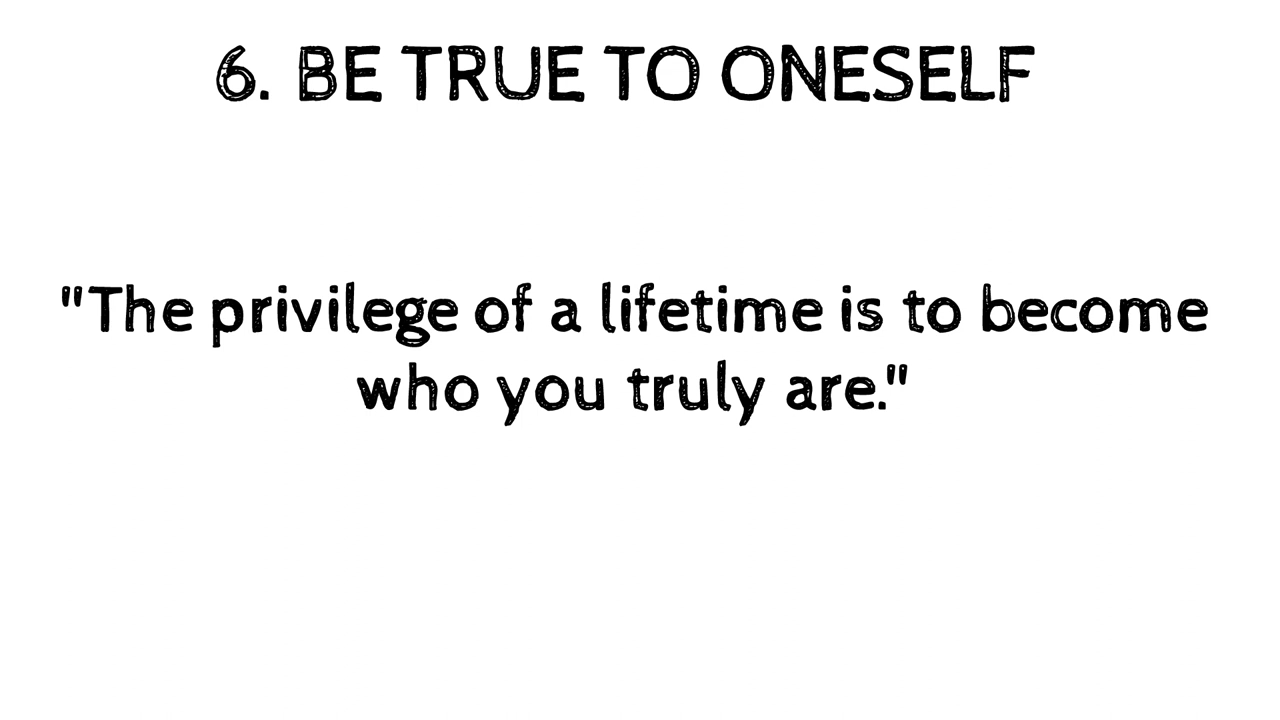 6. BE TRUE TO ONESELF
"The privilege of a lifetime is to become
who you truly are."